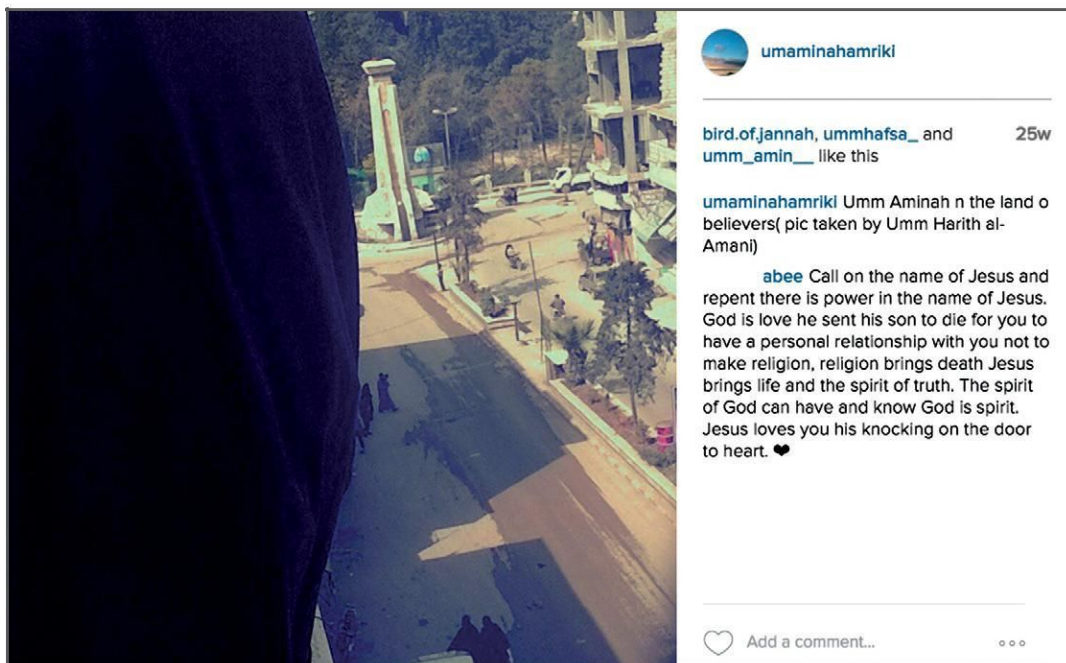 umaminahamriki
bird.of.jannah, ummhafsa_ and
25w
umm_amin__ like this
umaminahamriki Umm Aminah n the land o
believers( pic taken by Umm Harith al-
Amani)
abee Call on the name of Jesus and
repent there is power in the name of Jesus.
God is love he sent his son to die for you to
have a personal relationship with you not to
make religion, religion brings death Jesus
brings life and the spirit of truth. The spirit
of God can have and know God is spirit.
Jesus loves you his knocking on the door
to heart. ❤
Add a comment...